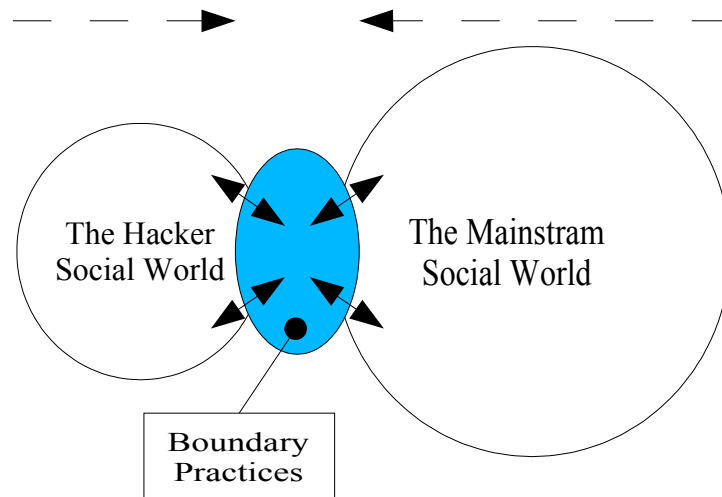 The Hacker
Social World
The Mainstram
Social World
Boundary
Practices